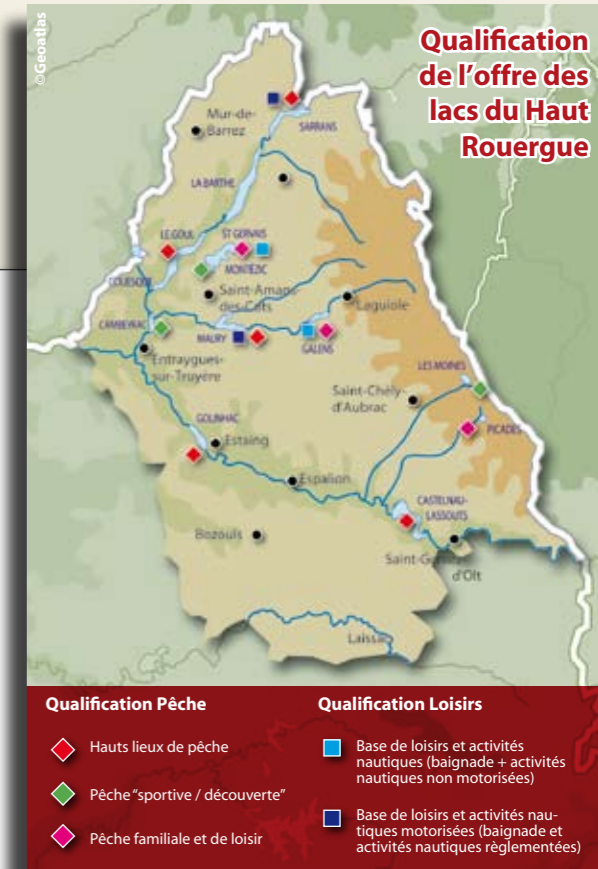 ©Geoatlas
Qualification
de l'offre des
lacs du Haut
Rouergue
Mur-de-
Barrez
SARRANS
LA BARTHE
LE GOUL
ST GERVAIS
MONTÉZIC
COUESQUE
Saint-Amans-
des-Cots
Laguiole
CAMBEYRAC
MAURY
GALENS
Entraygues-
sur-Truyère
LES MOINES
Saint-Chély-
d'Aubrac
PICADES
GOLINHAC
Estaing
Espalion
CASTELNAU-
LASSOUTS
Bozouls
d'Olt
Laissac
Qualification Pêche
Hauts lieux de pêche
Pêche "sportive / découverte"
Pêche familiale et de loisir
Qualification Loisirs
Base de loisirs et activités
nautiques (baignade + activités
nautiques non motorisées)
Base de loisirs et activités nau-
tiques motorisées (baignade et
activités nautiques règlementées)